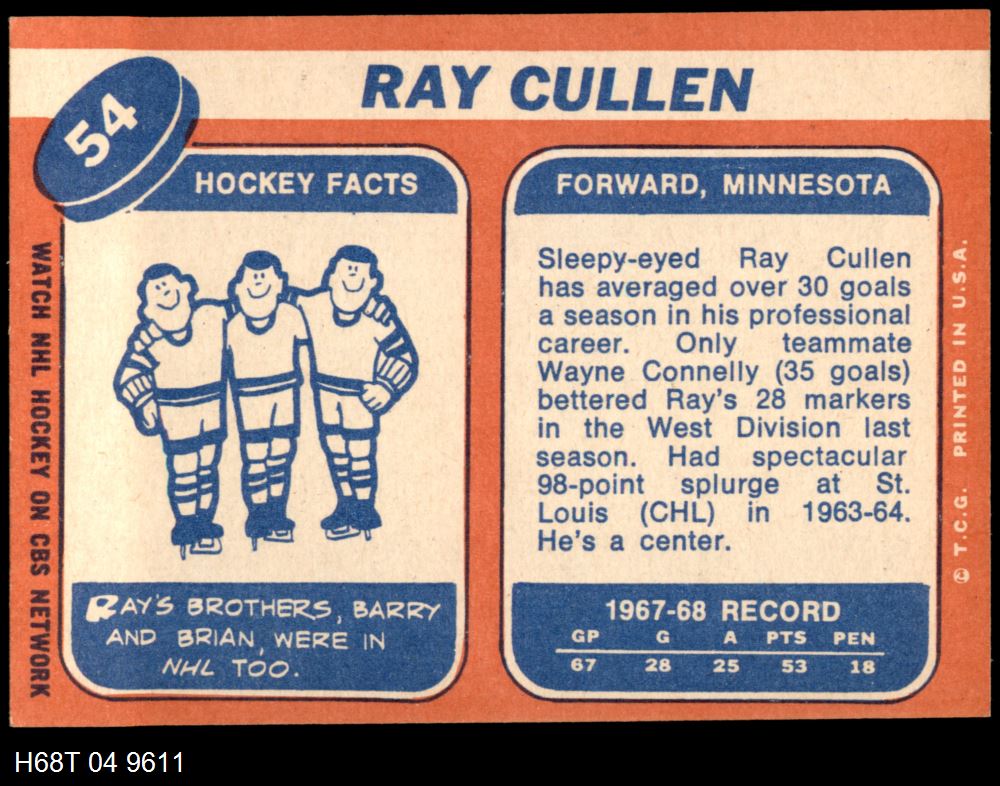 54
RAY CULLEN
HOCKEY FACTS
RAY'S BROTHERS, BARRY
AND BRIAN, WERE IN
NHL TOO.
FORWARD, MINNESOTA
Sleepy-eyed Ray Cullen
has averaged over 30 goals
a season in his professional
career. Only teammate
Wayne Connelly (35 goals)
bettered Ray's 28 markers
in the West Division last
season. Had spectacular
98-point splurge at St.
Louis (CHL) in 1963-64.
He's a center.
1967-68 RECORD
GP G A PTS PEN
67 28 25 53 18
WATCH NHL HOCKEY ON CBS NETWORK
© T.C.G. PRINTED IN U.S.A.
H68T 04 9611